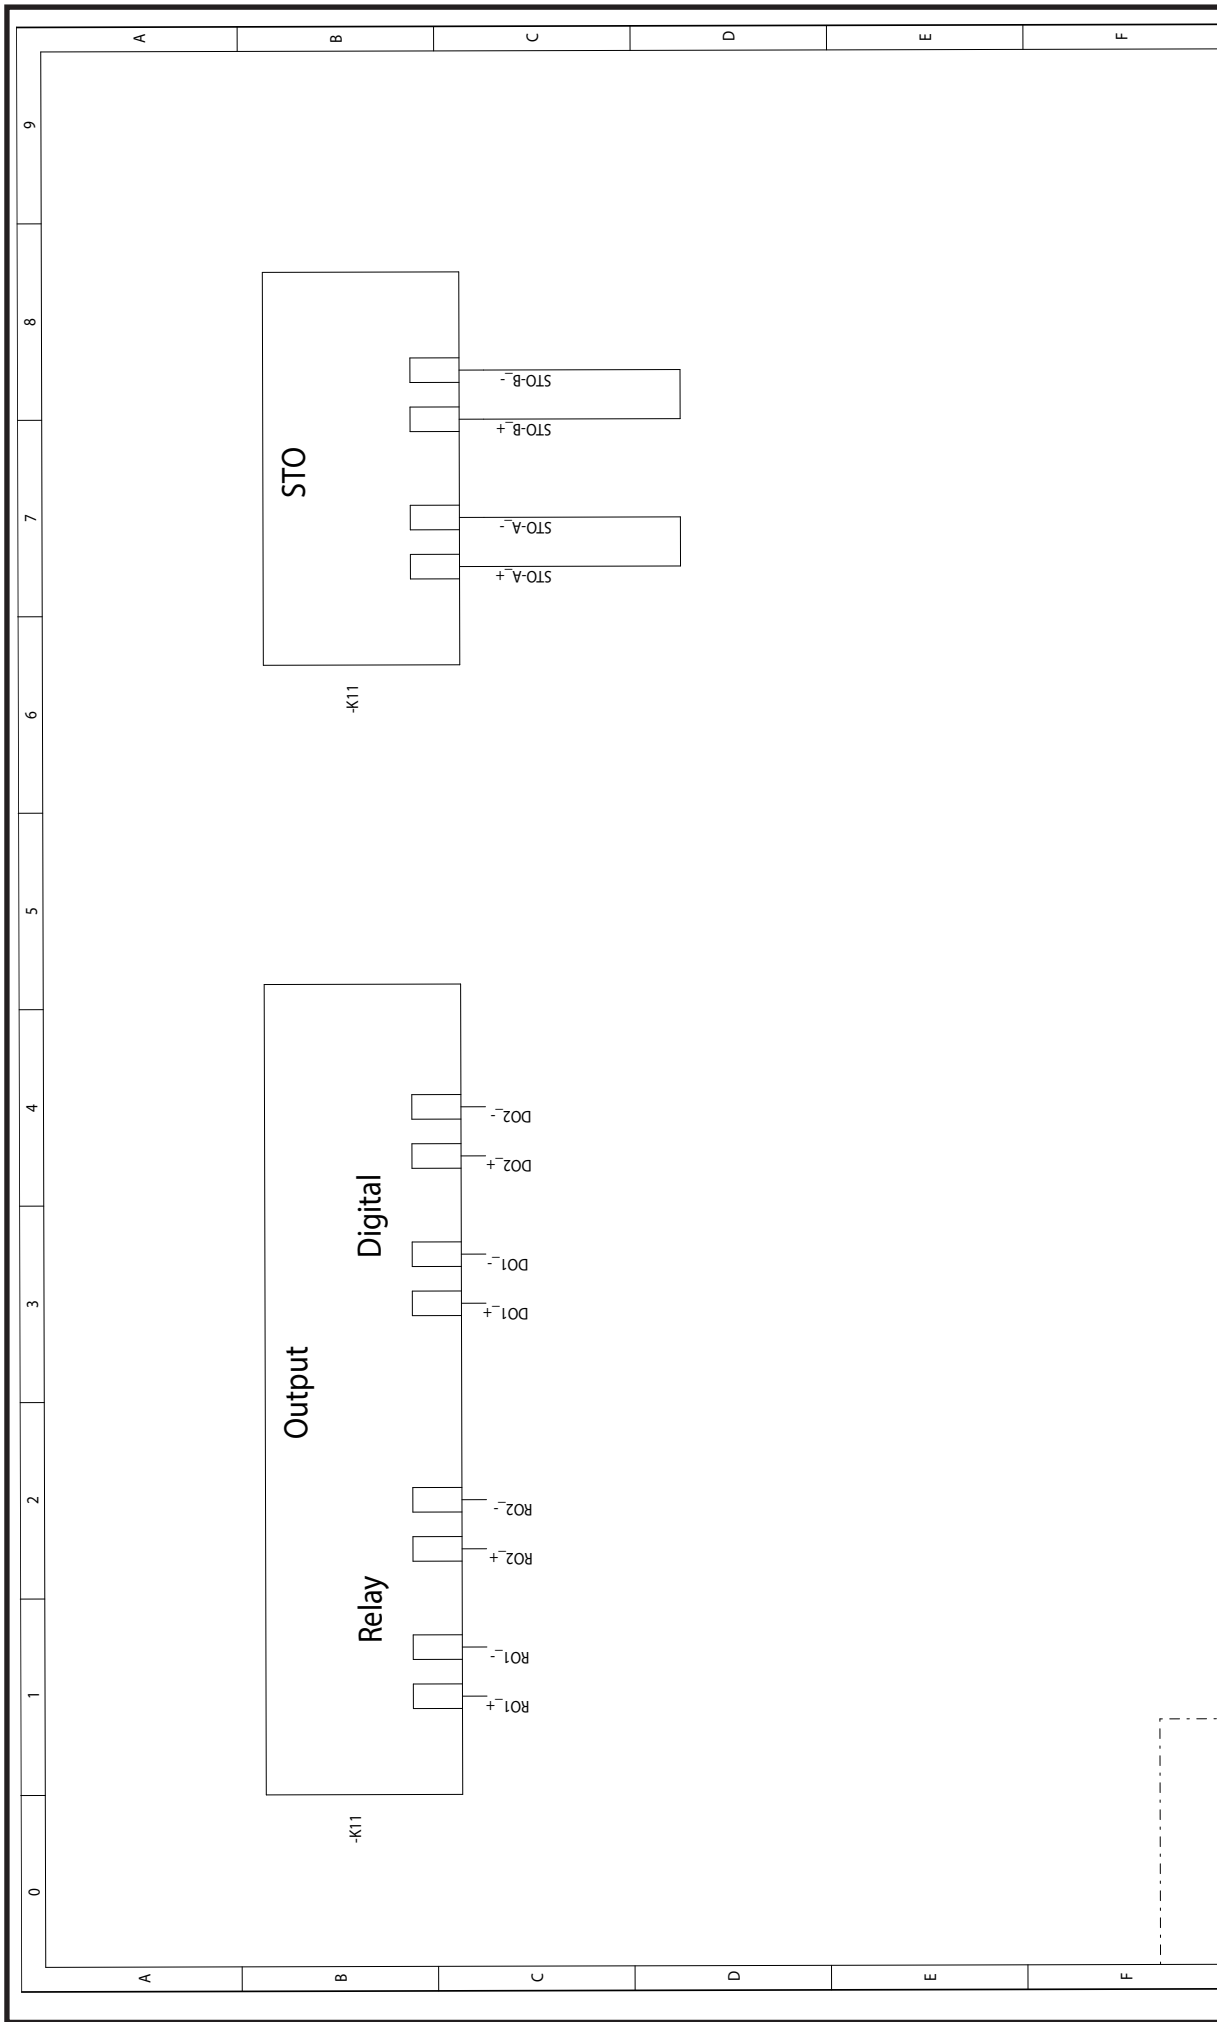 0
1
2
3
4
5
6
7
8
9
A
A
B
B
C
C
D
D
E
E
F
F
-K11
Output
Relay
Digital
RO1_+
RO1_-
RO2_+
RO2_-
DO1_+
DO1_-
DO2_+
DO2_-
-K11
STO
STO-A_+
STO-A_-
STO-B_+
STO-B_-